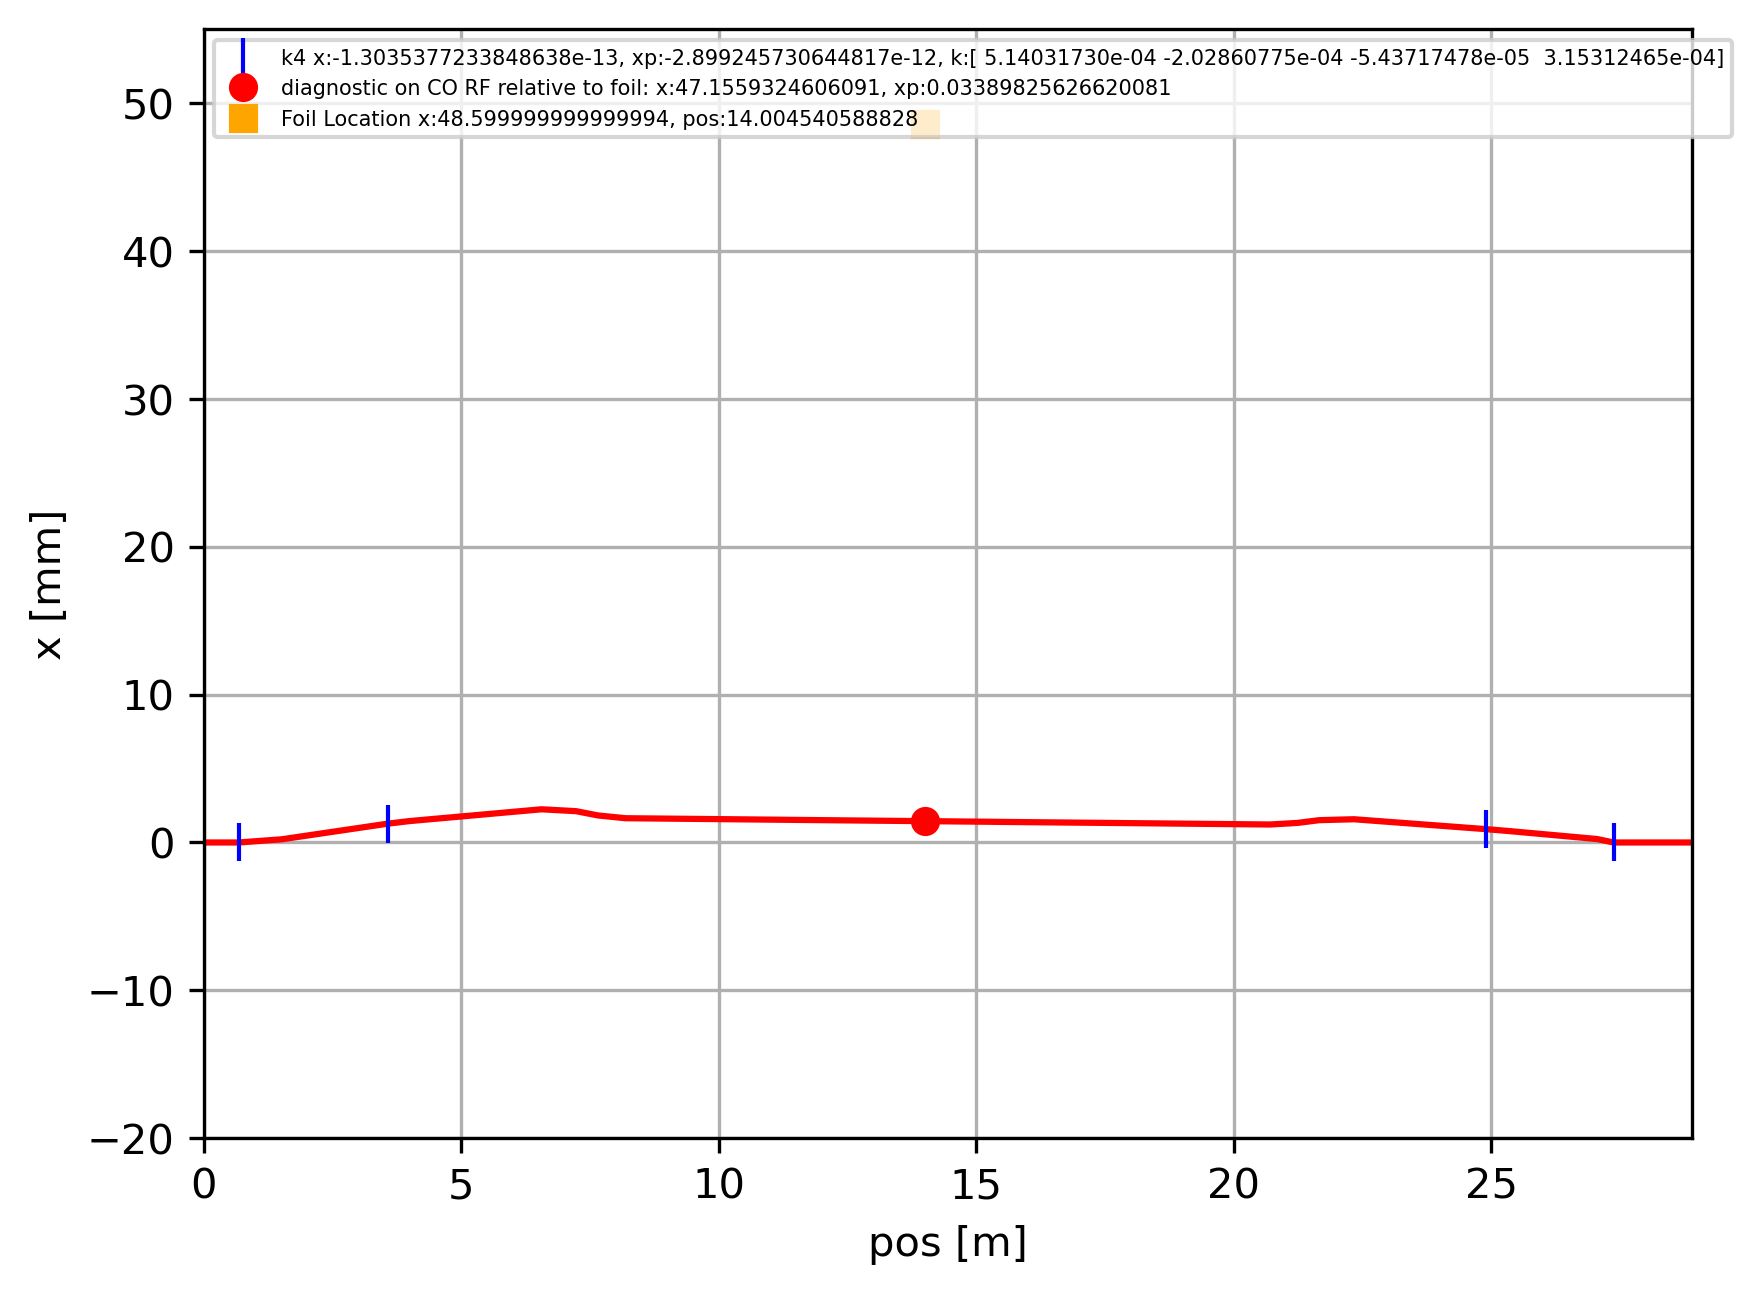 k4 x:-1.3035377233848638e-13, xp:-2.899245730644817e-12, k:[ 5.14031730e-04 -2.02860775e-04 -5.43717478e-05  3.15312465e-04]
diagnostic on CO RF relative to foil: x:47.1559324606091, xp:0.03389825626620081
Foil Location x:48.599999999999994, pos:14.004540588828
50
40
30
20
10
0
−10
−20
x [mm]
0 5 10 15 20 25
pos [m]